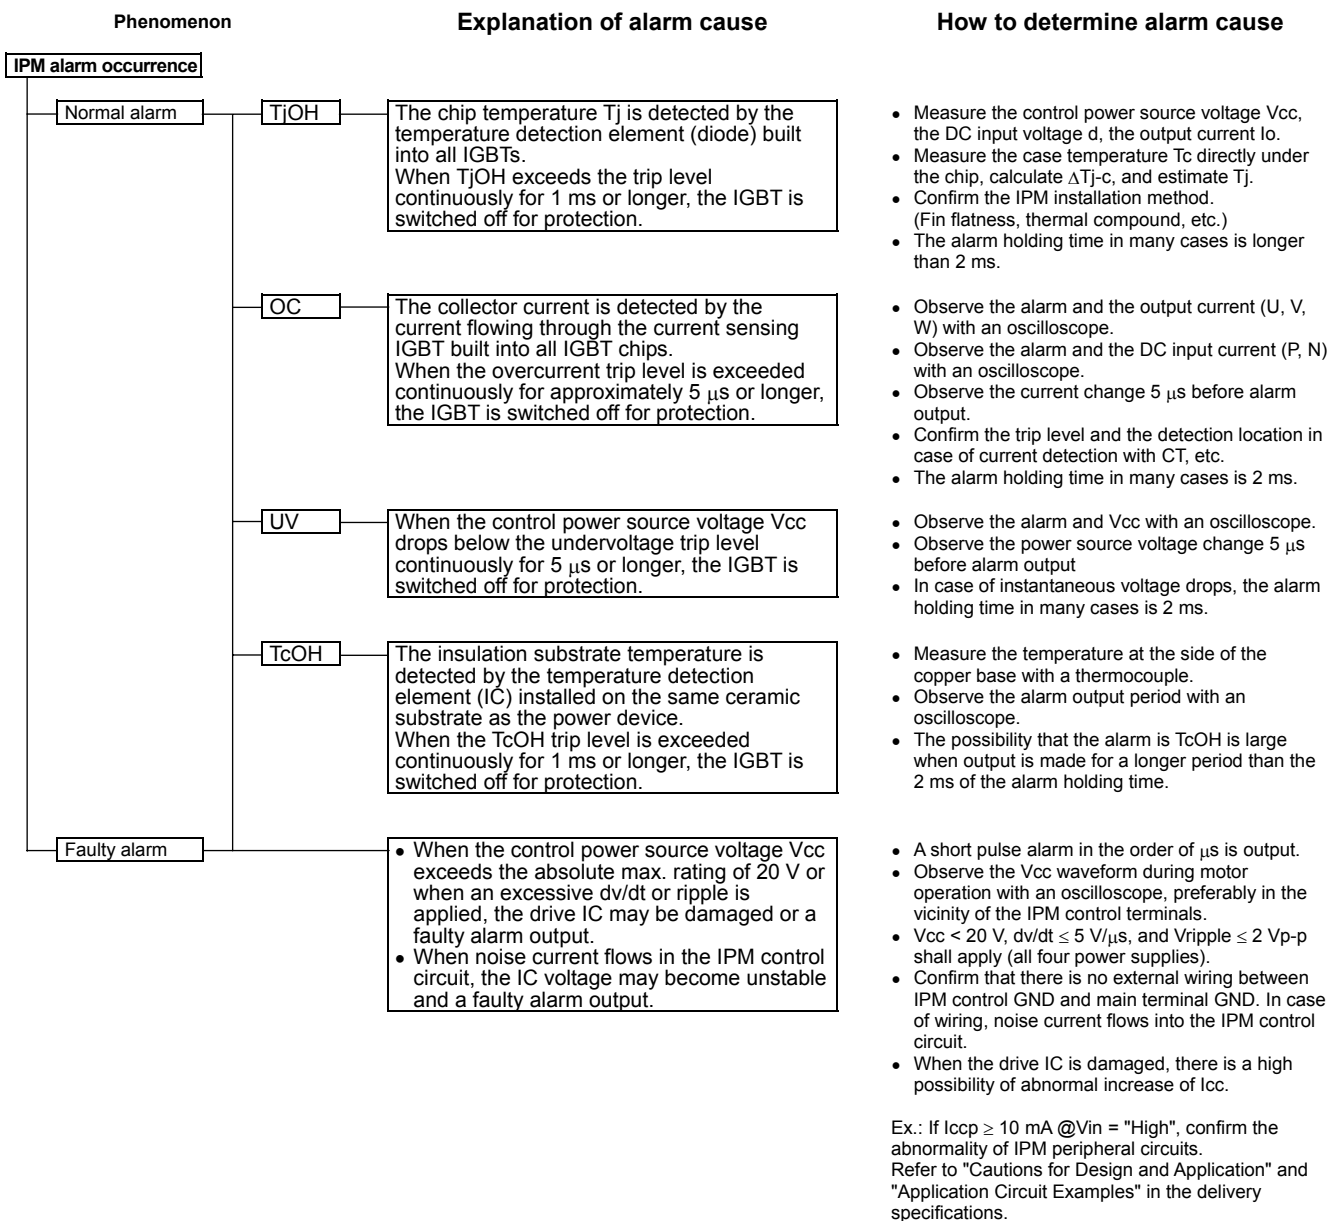 Phenomenon
Explanation of alarm cause
How to determine alarm cause
IPM alarm occurrence
Normal alarm
TjOH
The chip temperature Tj is detected by the
temperature detection element (diode) built
into all IGBTs.
When TjOH exceeds the trip level
continuously for 1 ms or longer, the IGBT is
switched off for protection.
• Measure the control power source voltage Vcc,
the DC input voltage d, the output current Io.
• Measure the case temperature Tc directly under
the chip, calculate ΔTj-c, and estimate Tj.
• Confirm the IPM installation method.
(Fin flatness, thermal compound, etc.)
• The alarm holding time in many cases is longer
than 2 ms.
OC
The collector current is detected by the
current flowing through the current sensing
IGBT built into all IGBT chips.
When the overcurrent trip level is exceeded
continuously for approximately 5 μs or longer,
the IGBT is switched off for protection.
• Observe the alarm and the output current (U, V,
W) with an oscilloscope.
• Observe the alarm and the DC input current (P, N)
with an oscilloscope.
• Observe the current change 5 μs before alarm
output.
• Confirm the trip level and the detection location in
case of current detection with CT, etc.
• The alarm holding time in many cases is 2 ms.
UV
When the control power source voltage Vcc
drops below the undervoltage trip level
continuously for 5 μs or longer, the IGBT is
switched off for protection.
• Observe the alarm and Vcc with an oscilloscope.
• Observe the power source voltage change 5 μs
before alarm output
• In case of instantaneous voltage drops, the alarm
holding time in many cases is 2 ms.
TcOH
The insulation substrate temperature is
detected by the temperature detection
element (IC) installed on the same ceramic
substrate as the power device.
When the TcOH trip level is exceeded
continuously for 1 ms or longer, the IGBT is
switched off for protection.
• Measure the temperature at the side of the
copper base with a thermocouple.
• Observe the alarm output period with an
oscilloscope.
• The possibility that the alarm is TcOH is large
when output is made for a longer period than the
2 ms of the alarm holding time.
Faulty alarm
• When the control power source voltage Vcc
exceeds the absolute max. rating of 20 V or
when an excessive dv/dt or ripple is
applied, the drive IC may be damaged or a
faulty alarm output.
• When noise current flows in the IPM control
circuit, the IC voltage may become unstable
and a faulty alarm output.
• A short pulse alarm in the order of μs is output.
• Observe the Vcc waveform during motor
operation with an oscilloscope, preferably in the
vicinity of the IPM control terminals.
• Vcc < 20 V, dv/dt ≤ 5 V/μs, and Vripple ≤ 2 Vp-p
shall apply (all four power supplies).
• Confirm that there is no external wiring between
IPM control GND and main terminal GND. In case
of wiring, noise current flows into the IPM control
circuit.
• When the drive IC is damaged, there is a high
possibility of abnormal increase of Icc.
Ex.: If Iccp ≥ 10 mA @Vin = "High", confirm the
abnormality of IPM peripheral circuits.
Refer to "Cautions for Design and Application" and
"Application Circuit Examples" in the delivery
specifications.